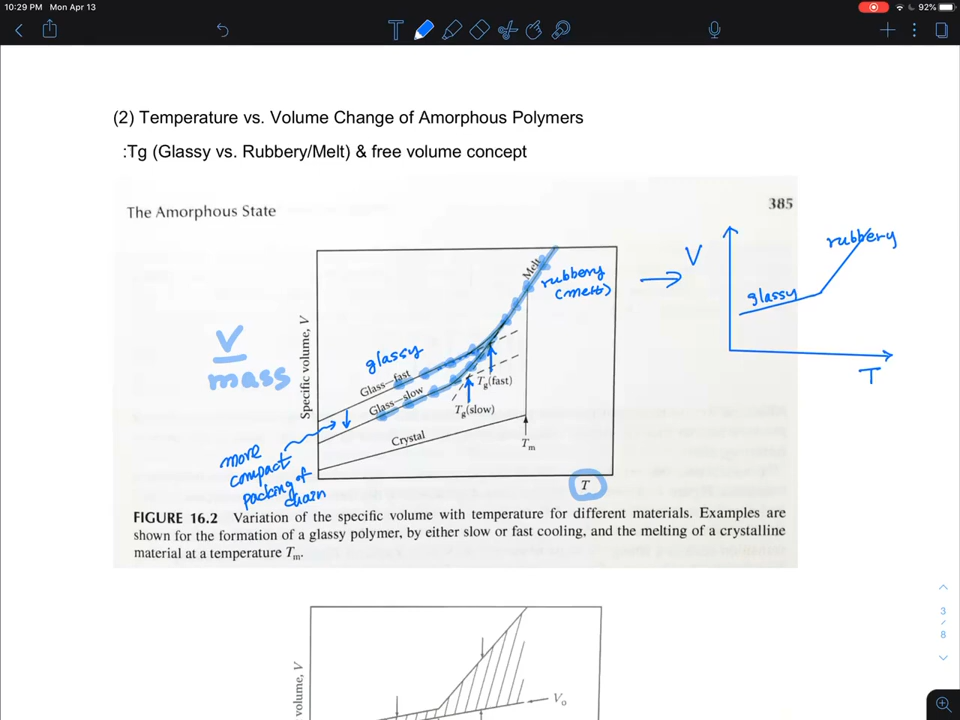 10:29 PM Mon Apr 13
92%
(2) Temperature vs. Volume Change of Amorphous Polymers
:Tg (Glassy vs. Rubbery/Melt) & free volume concept
The Amorphous State
385
Specific volume, V
Melt
rubbery
(melt)
glassy
Glass—fast
Glass—slow
Tg(fast)
Tg(slow)
Crystal
Tm
T
V
mass
more
compact
packing of
chain
V
rubbery
glassy
T
FIGURE 16.2 Variation of the specific volume with temperature for different materials. Examples are
shown for the formation of a glassy polymer, by either slow or fast cooling, and the melting of a crystalline
material at a temperature Tm.
volume, V
Vo
3
/
8